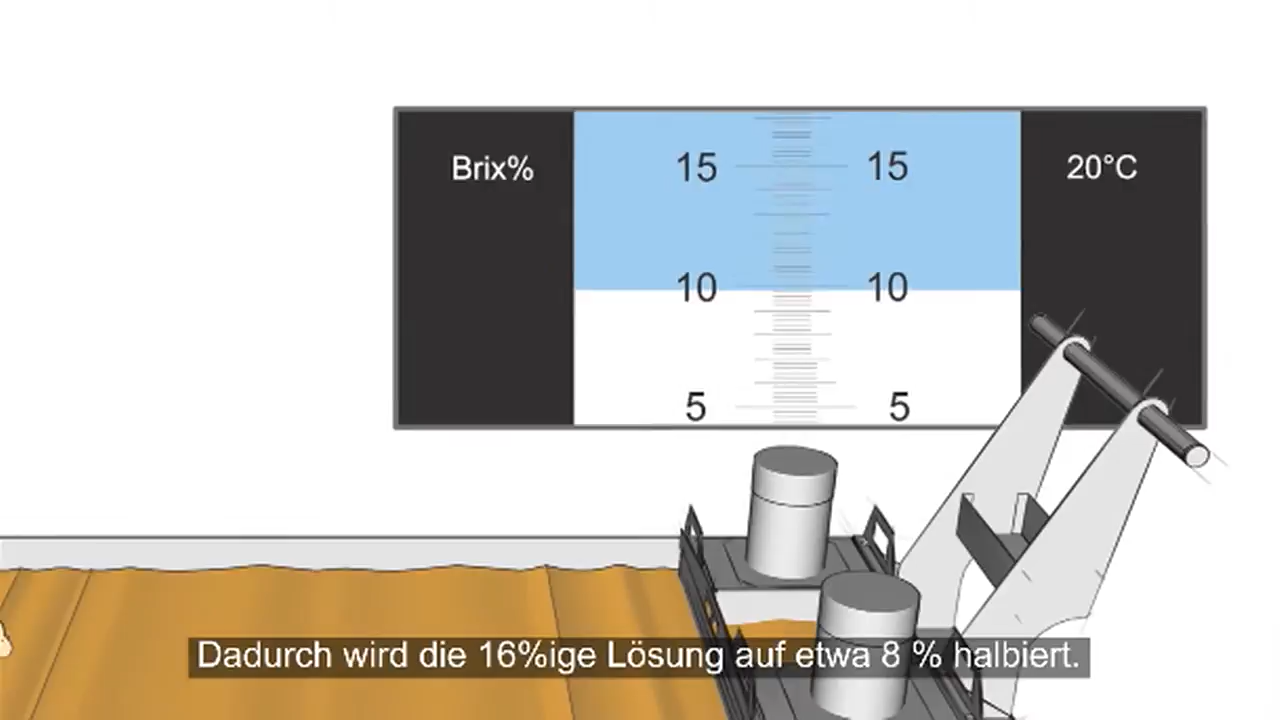 Brix% 15 15 20°C
10 10
5 5
Dadurch wird die 16%ige Lösung auf etwa 8 % halbiert.